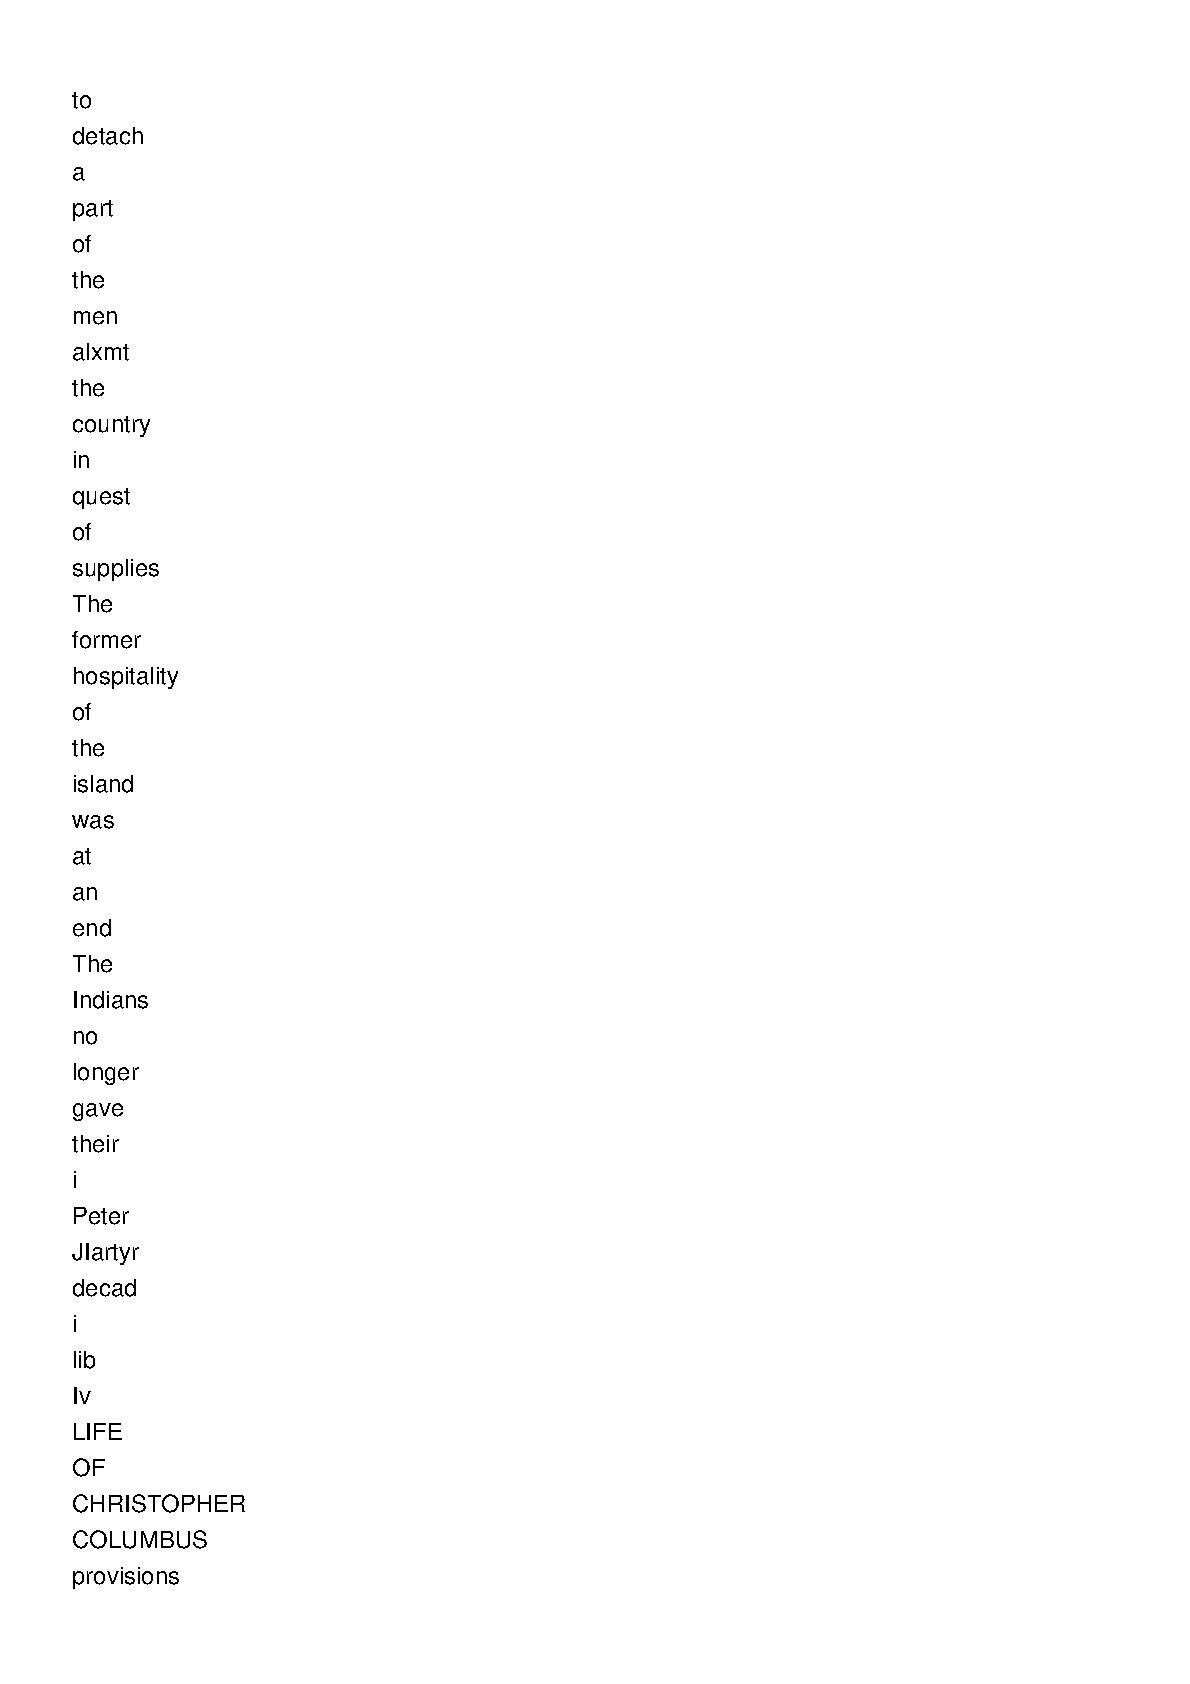 to
detach
a
part
of
the
men
alxmt
the
country
in
quest
of
supplies
The
former
hospitality
of
the
island
was
at
an
end
The
Indians
no
longer
gave
their
i
Peter
JIartyr
decad
i
lib
Iv
LIFE
OF
CHRISTOPHER
COLUMBUS
provisions